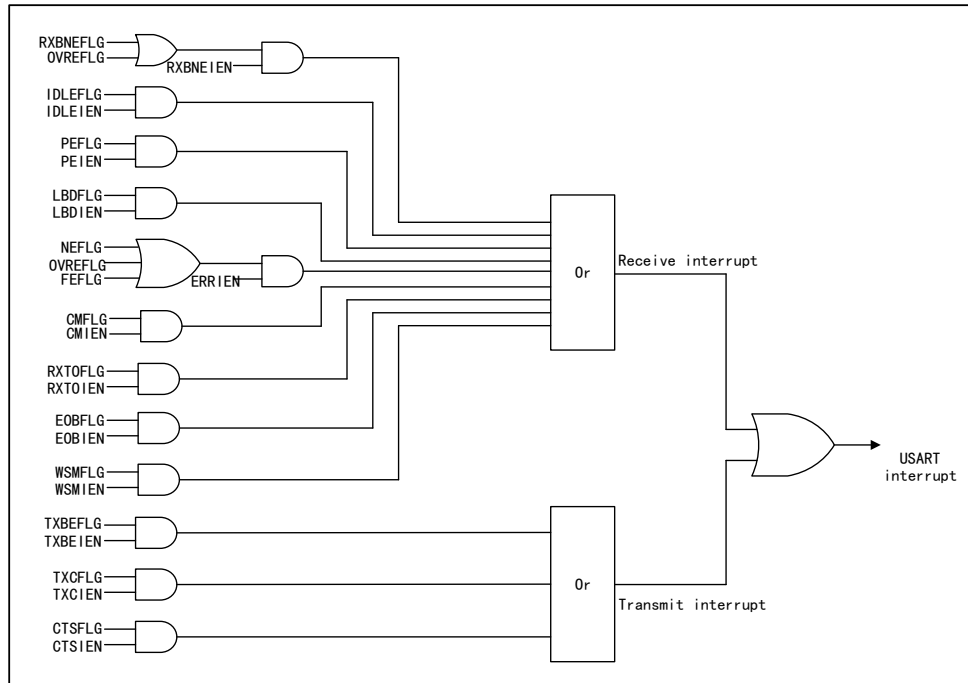 RXBNEFLG
OVREFLG
RXBNEIEN
IDLEFLG
IDLEIEN
PEFLG
PEIEN
LBDFLG
LBDIEN
NEFLG
OVREFLG
FEFLG
ERRIEN
CMFLG
CMIEN
RXTOFLG
RXTOIEN
EOBFLG
EOBIEN
WSMFLG
WSMIEN
Or
Receive interrupt
USART
interrupt
TXBEFLG
TXBEIEN
TXCFLG
TXCIEN
CTSFLG
CTSIEN
Or
Transmit interrupt